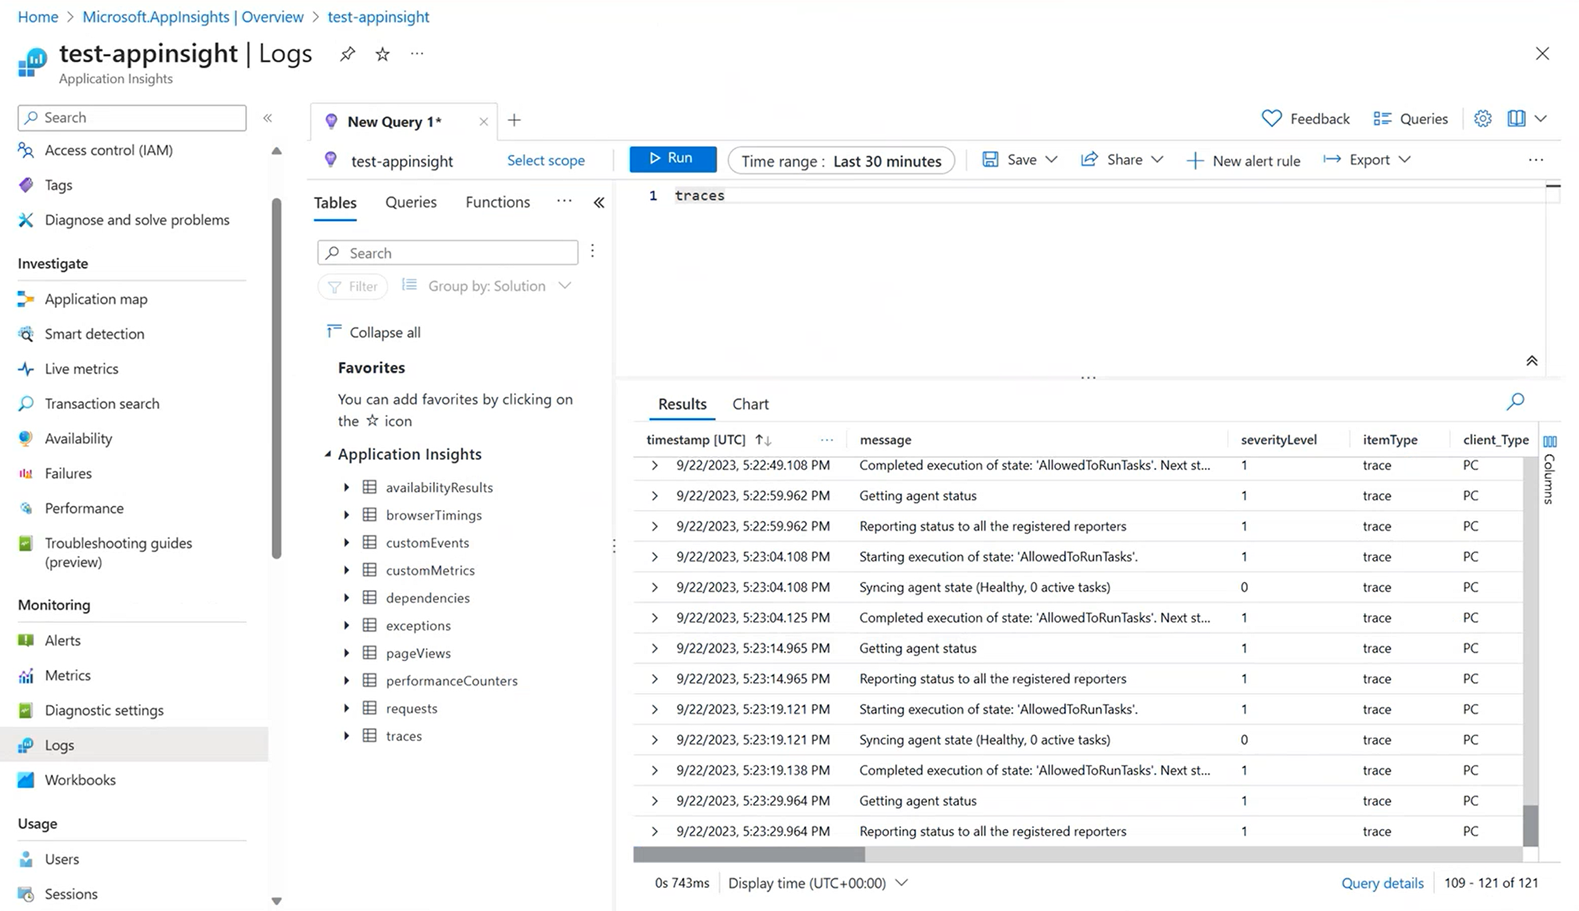 Home > Microsoft.AppInsights | Overview > test-appinsight
test-appinsight | Logs
Application Insights
Search
Access control (IAM)
Tags
Diagnose and solve problems
Investigate
Application map
Smart detection
Live metrics
Transaction search
Availability
Failures
Performance
Troubleshooting guides
(preview)
Monitoring
Alerts
Metrics
Diagnostic settings
Logs
Workbooks
Usage
Users
Sessions
New Query 1*
Feedback Queries
test-appinsight Select scope
Run Time range : Last 30 minutes Save Share New alert rule Export
Tables Queries Functions
Search
Filter Group by: Solution
Collapse all
Favorites
You can add favorites by clicking on
the ☆ icon
Application Insights
availabilityResults
browserTimings
customEvents
customMetrics
dependencies
exceptions
pageViews
performanceCounters
requests
traces
1 traces
Results Chart
timestamp [UTC] message severityLevel itemType client_Type
9/22/2023, 5:22:49.108 PM Completed execution of state: 'AllowedToRunTasks'. Next st... 1 trace PC
9/22/2023, 5:22:59.962 PM Getting agent status 1 trace PC
9/22/2023, 5:22:59.962 PM Reporting status to all the registered reporters 1 trace PC
9/22/2023, 5:23:04.108 PM Starting execution of state: 'AllowedToRunTasks'. 1 trace PC
9/22/2023, 5:23:04.108 PM Syncing agent state (Healthy, 0 active tasks) 0 trace PC
9/22/2023, 5:23:04.125 PM Completed execution of state: 'AllowedToRunTasks'. Next st... 1 trace PC
9/22/2023, 5:23:14.965 PM Getting agent status 1 trace PC
9/22/2023, 5:23:14.965 PM Reporting status to all the registered reporters 1 trace PC
9/22/2023, 5:23:19.121 PM Starting execution of state: 'AllowedToRunTasks'. 1 trace PC
9/22/2023, 5:23:19.121 PM Syncing agent state (Healthy, 0 active tasks) 0 trace PC
9/22/2023, 5:23:19.138 PM Completed execution of state: 'AllowedToRunTasks'. Next st... 1 trace PC
9/22/2023, 5:23:29.964 PM Getting agent status 1 trace PC
9/22/2023, 5:23:29.964 PM Reporting status to all the registered reporters 1 trace PC
Columns
0s 743ms Display time (UTC+00:00) Query details 109 - 121 of 121